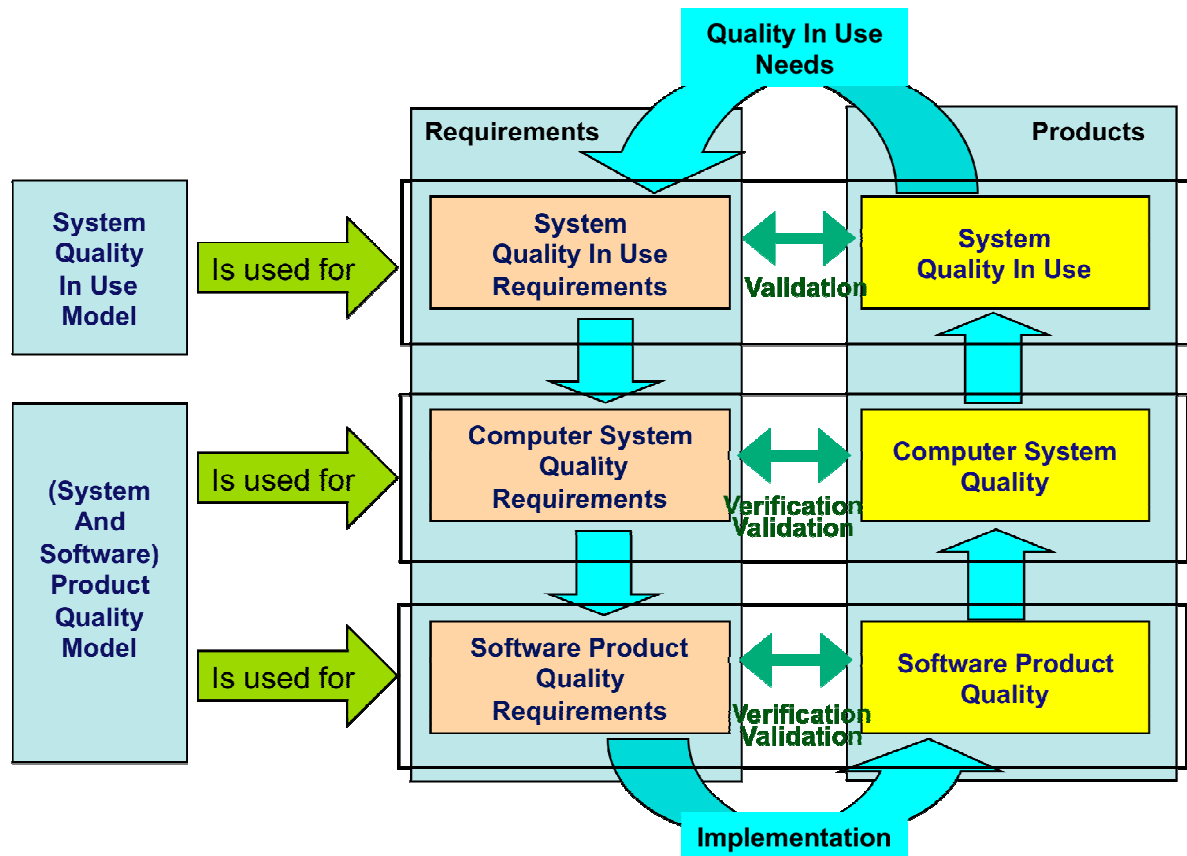 Quality In Use
Needs
Requirements
Products
System
Quality
In Use
Model
Is used for
System
Quality In Use
Requirements
Validation
System
Quality In Use
(System
And
Software)
Product
Quality
Model
Is used for
Computer System
Quality
Requirements
Verification
Validation
Computer System
Quality
Is used for
Software Product
Quality
Requirements
Verification
Validation
Software Product
Quality
Implementation